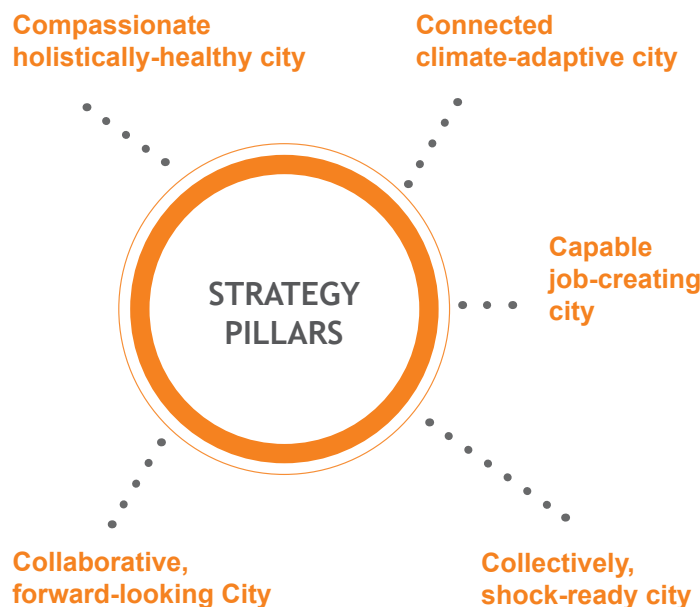 Compassionate
holistically-healthy city
Connected
climate-adaptive city
Capable
job-creating
city
STRATEGY
PILLARS
Collaborative,
forward-looking City
Collectively,
shock-ready city